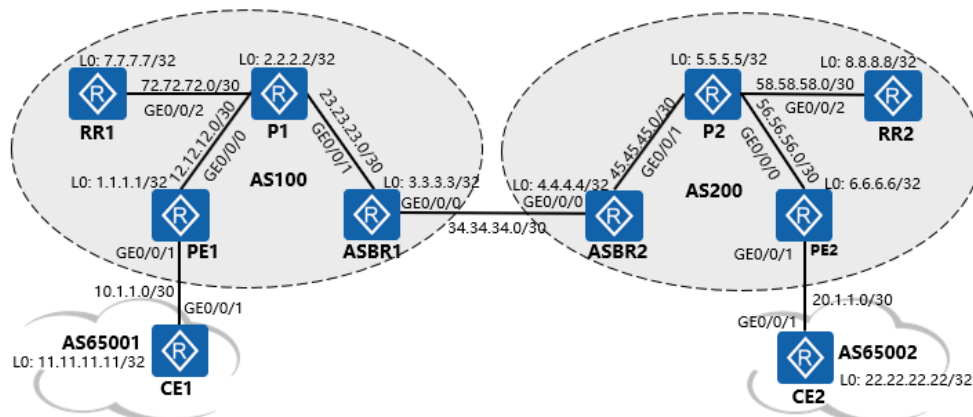 L0: 7.7.7.7/32
72.72.72.0/30
GE0/0/2
RR1
L0: 2.2.2.2/32
P1
12.12.12.0/30
GE0/0/0
23.23.23.0/30
GE0/0/1
AS100
L0: 1.1.1.1/32
PE1
GE0/0/1
L0: 3.3.3.3/32
GE0/0/0
ASBR1
34.34.34.0/30
L0: 5.5.5.5/32
P2
58.58.58.0/30
GE0/0/2
L0: 8.8.8.8/32
RR2
45.45.45.0/30
GE0/0/1
56.56.56.0/30
GE0/0/0
AS200
L0: 4.4.4.4/32
GE0/0/0
ASBR2
L0: 6.6.6.6/32
PE2
GE0/0/1
10.1.1.0/30
GE0/0/1
AS65001
L0: 11.11.11.11/32
CE1
20.1.1.0/30
GE0/0/1
AS65002
L0: 22.22.22.22/32
CE2
R
R
R
R
R
R
R
R
R
R